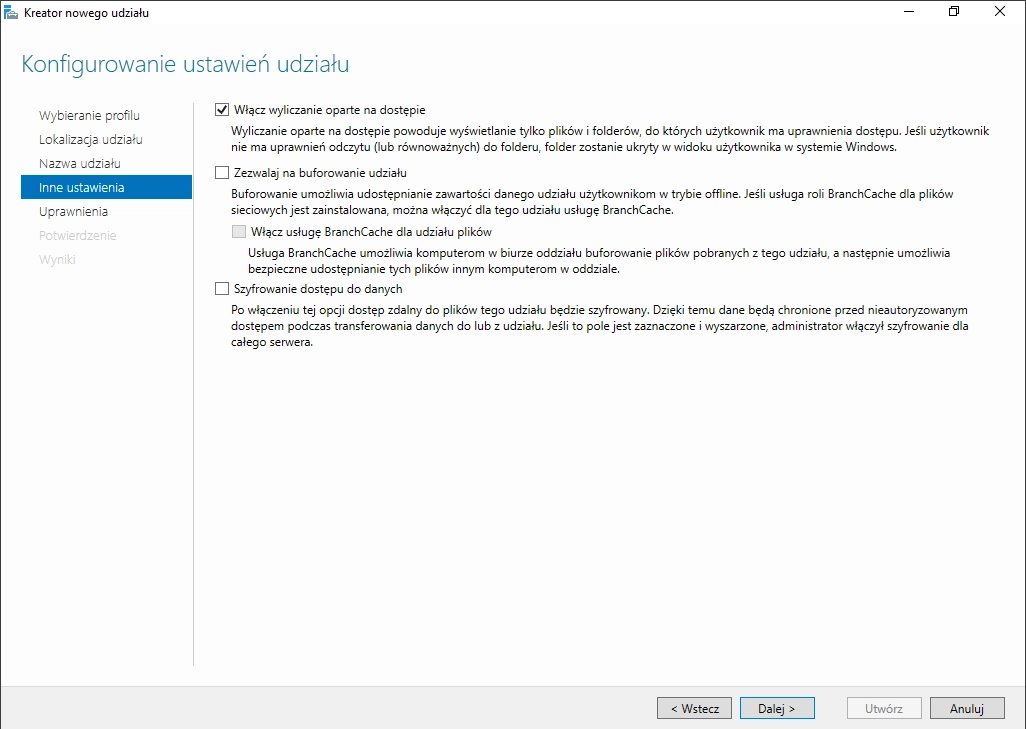 Kreator nowego udziału
Konfigurowanie ustawień udziału
Wybieranie profilu
Lokalizacja udziału
Nazwa udziału
Inne ustawienia
Uprawnienia
Potwierdzenie
Wyniki
Włącz wyliczanie oparte na dostępie
Wyliczanie oparte na dostępie powoduje wyświetlanie tylko plików i folderów, do których użytkownik ma uprawnienia dostępu. Jeśli użytkownik
nie ma uprawnień odczytu (lub równoważnych) do folderu, folder zostanie ukryty w widoku użytkownika w systemie Windows.
Zezwalaj na buforowanie udziału
Buforowanie umożliwia udostępnianie zawartości danego udziału użytkownikom w trybie offline. Jeśli usługa roli BranchCache dla plików
sieciowych jest zainstalowana, można włączyć dla tego udziału usługę BranchCache.
Włącz usługę BranchCache dla udziału plików
Usługa BranchCache umożliwia komputerom w biurze oddziału buforowanie plików pobranych z tego udziału, a następnie umożliwia
bezpieczne udostępnianie tych plików innym komputerom w oddziale.
Szyfrowanie dostępu do danych
Po włączeniu tej opcji dostęp zdalny do plików tego udziału będzie szyfrowany. Dzięki temu dane będą chronione przed nieautoryzowanym
dostępem podczas transferowania danych do lub z udziału. Jeśli to pole jest zaznaczone i wyszarzone, administrator włączył szyfrowanie dla
całego serwera.
< Wstecz
Dalej >
Utwórz
Anuluj